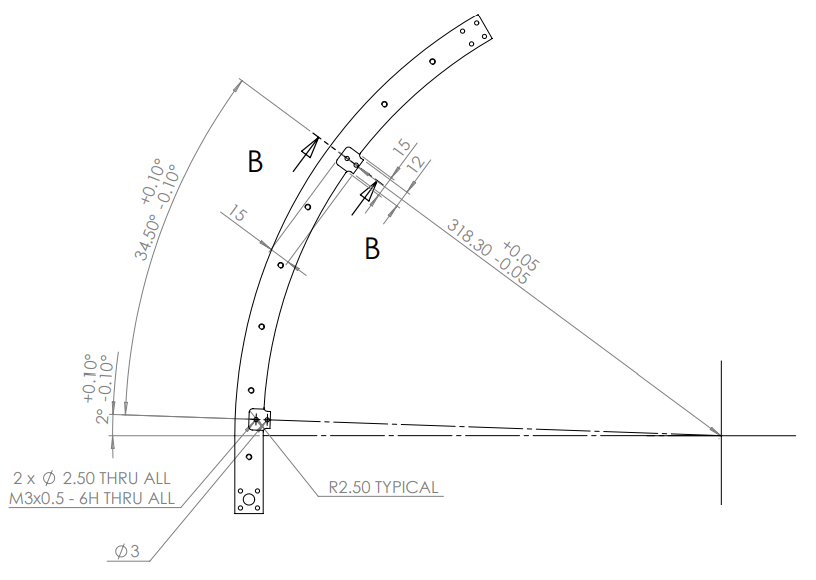 B
15
12
34.50° +0.10°
-0.10°
15
B
318.30 +0.05
-0.05
2° +0.10°
-0.10°
2 x ∅ 2.50 THRU ALL
M3x0.5 - 6H THRU ALL
R2.50 TYPICAL
∅3